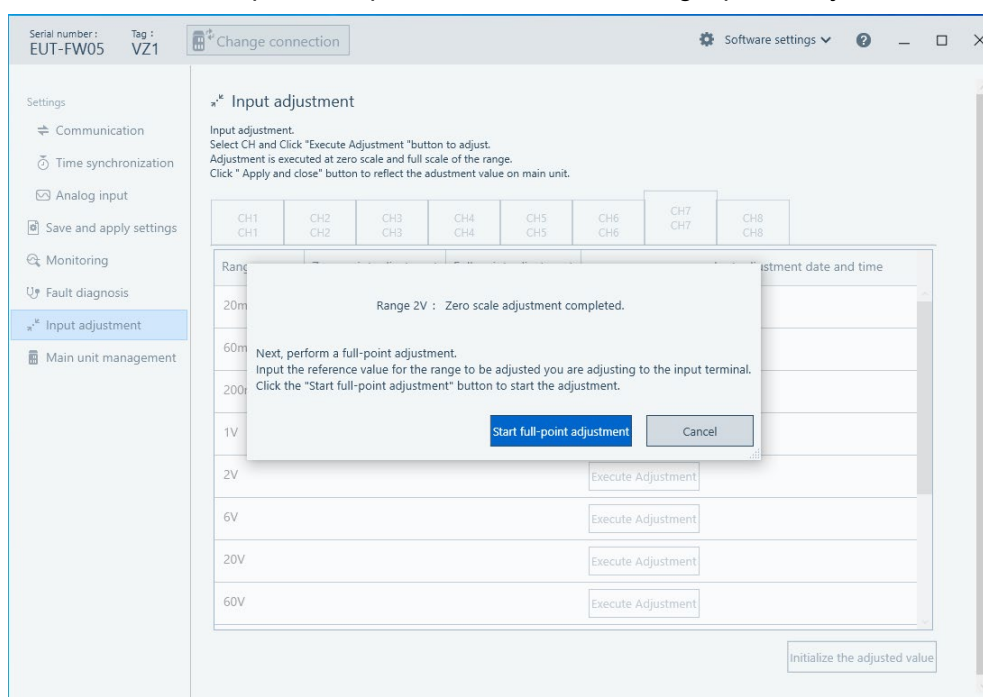 Serial number :
EUT-FW05
Tag :
VZ1
Change connection
Software settings
Settings
Communication
Time synchronization
Analog input
Save and apply settings
Monitoring
Fault diagnosis
Input adjustment
Main unit management
Input adjustment
Input adjustment.
Select CH and Click "Execute Adjustment "button to adjust.
Adjustment is executed at zero scale and full scale of the range.
Click " Apply and close" button to reflect the adustment value on main unit.
CH1
CH1
CH2
CH2
CH3
CH3
CH4
CH4
CH5
CH5
CH6
CH6
CH7
CH7
CH8
CH8
date and time
Range 2V : Zero scale adjustment completed.
Next, perform a full-point adjustment.
Input the reference value for the range to be adjusted you are adjusting to the input terminal.
Click the "Start full-point adjustment" button to start the adjustment.
Start full-point adjustment
Cancel
1V
2V
Execute Adjustment
6V
Execute Adjustment
20V
Execute Adjustment
60V
Execute Adjustment
Initialize the adjusted value